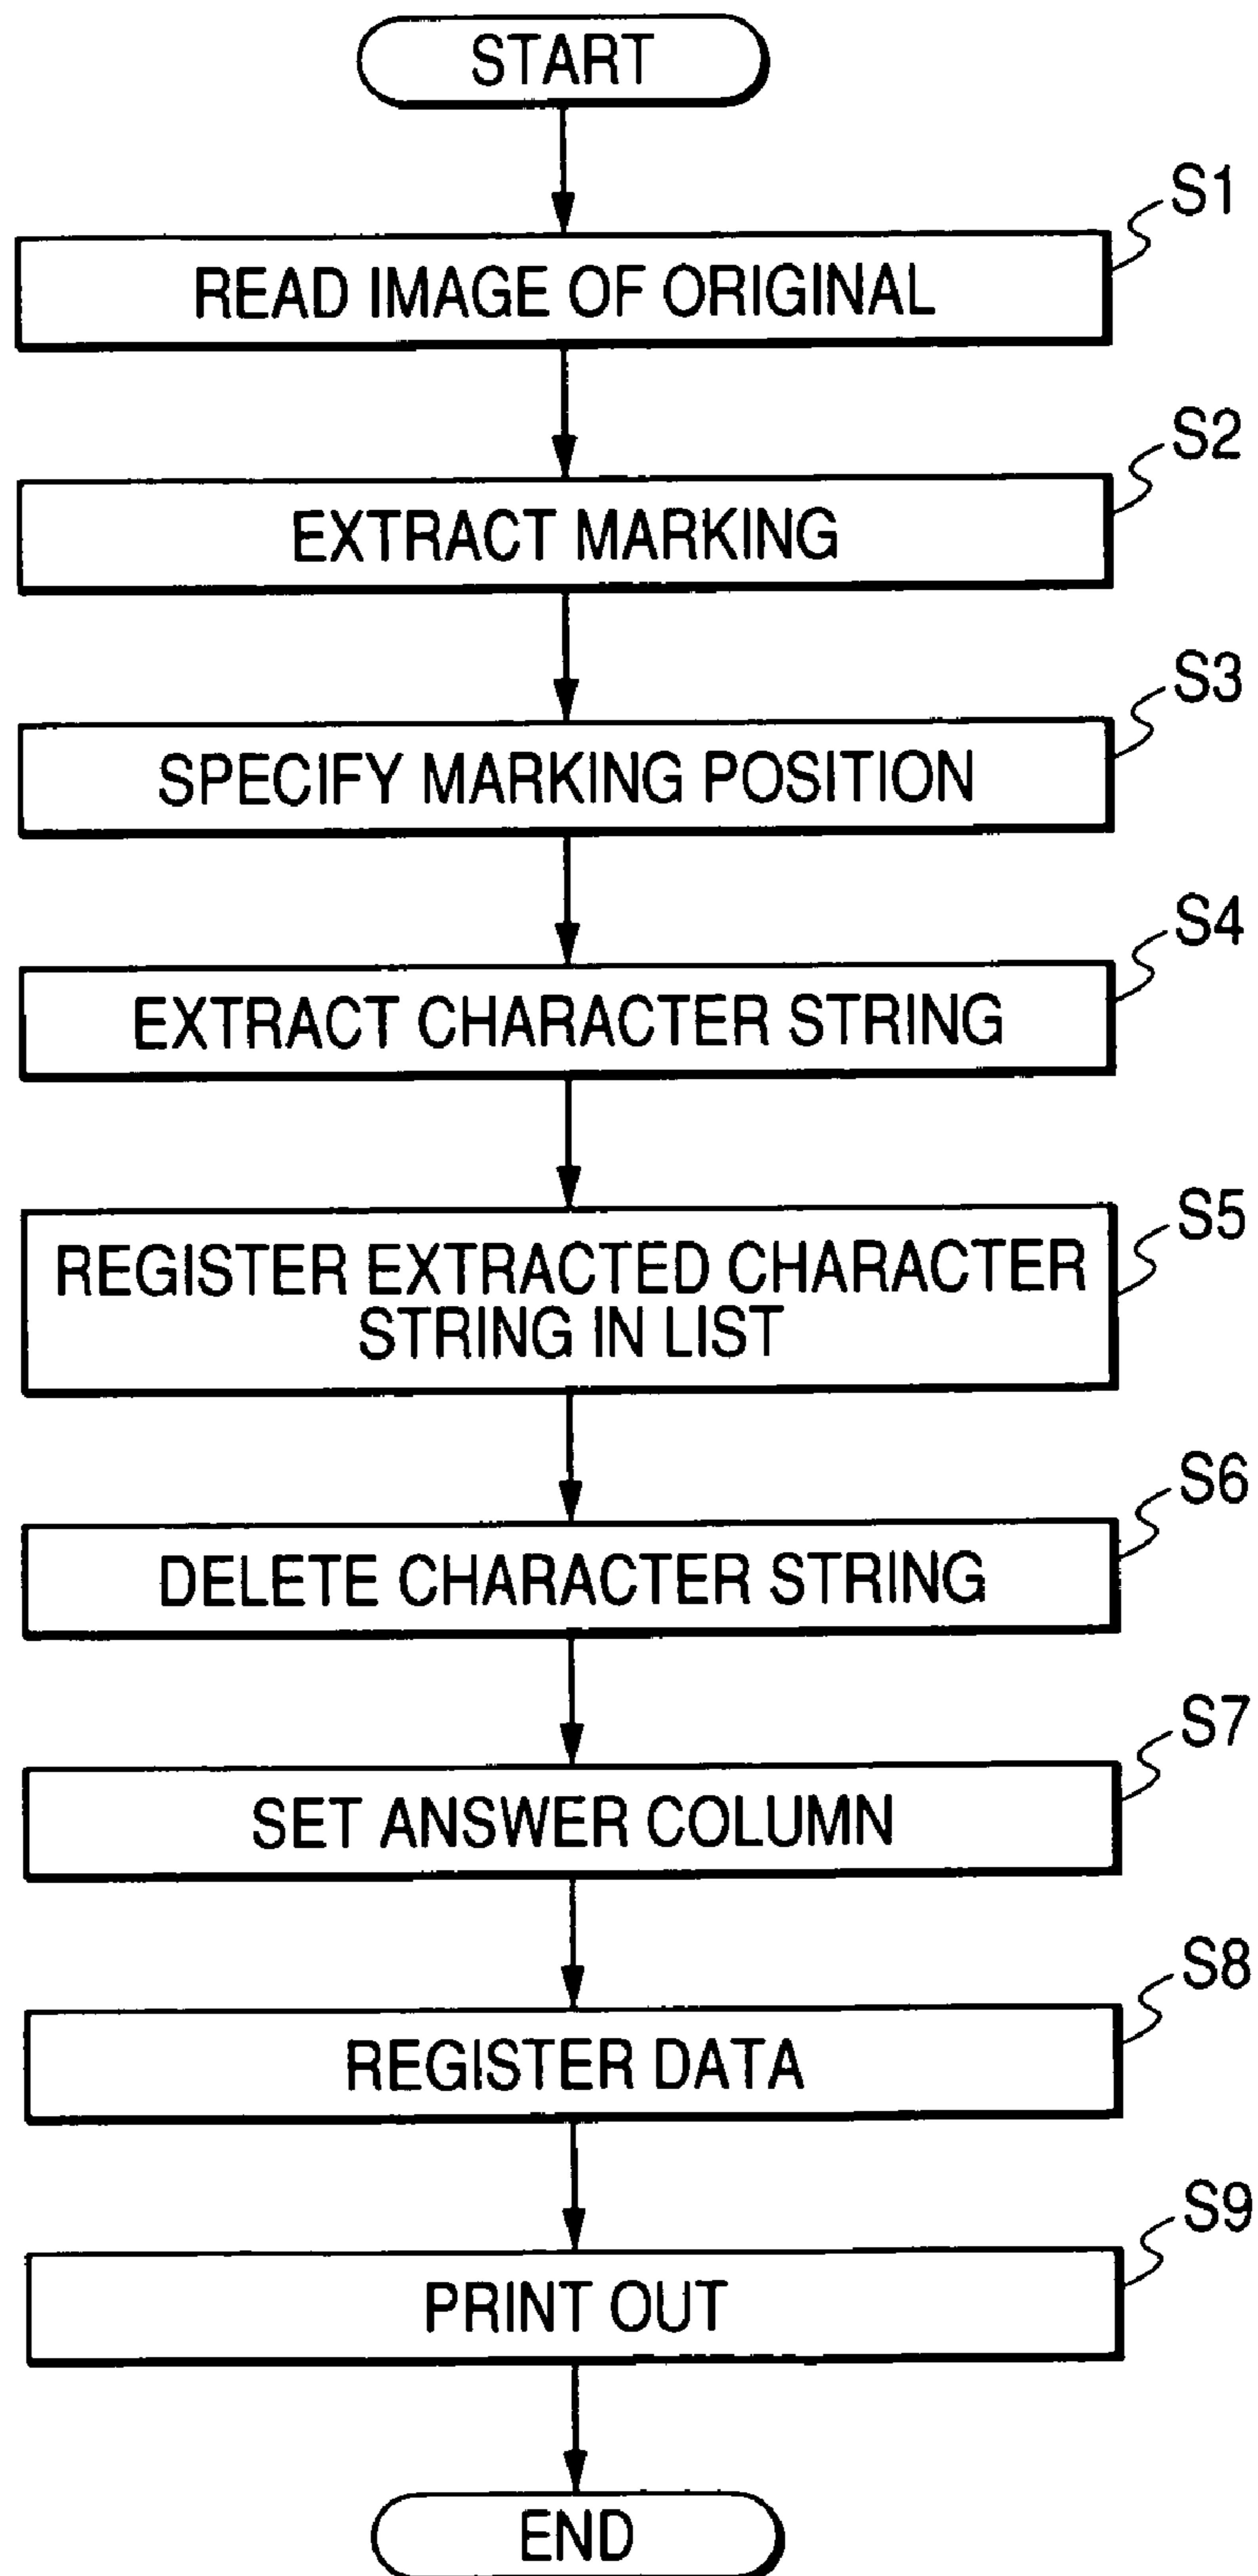 START
S1
READ IMAGE OF ORIGINAL
S2
EXTRACT MARKING
S3
SPECIFY MARKING POSITION
S4
EXTRACT CHARACTER STRING
S5
REGISTER EXTRACTED CHARACTER
STRING IN LIST
S6
DELETE CHARACTER STRING
S7
SET ANSWER COLUMN
S8
REGISTER DATA
S9
PRINT OUT
END